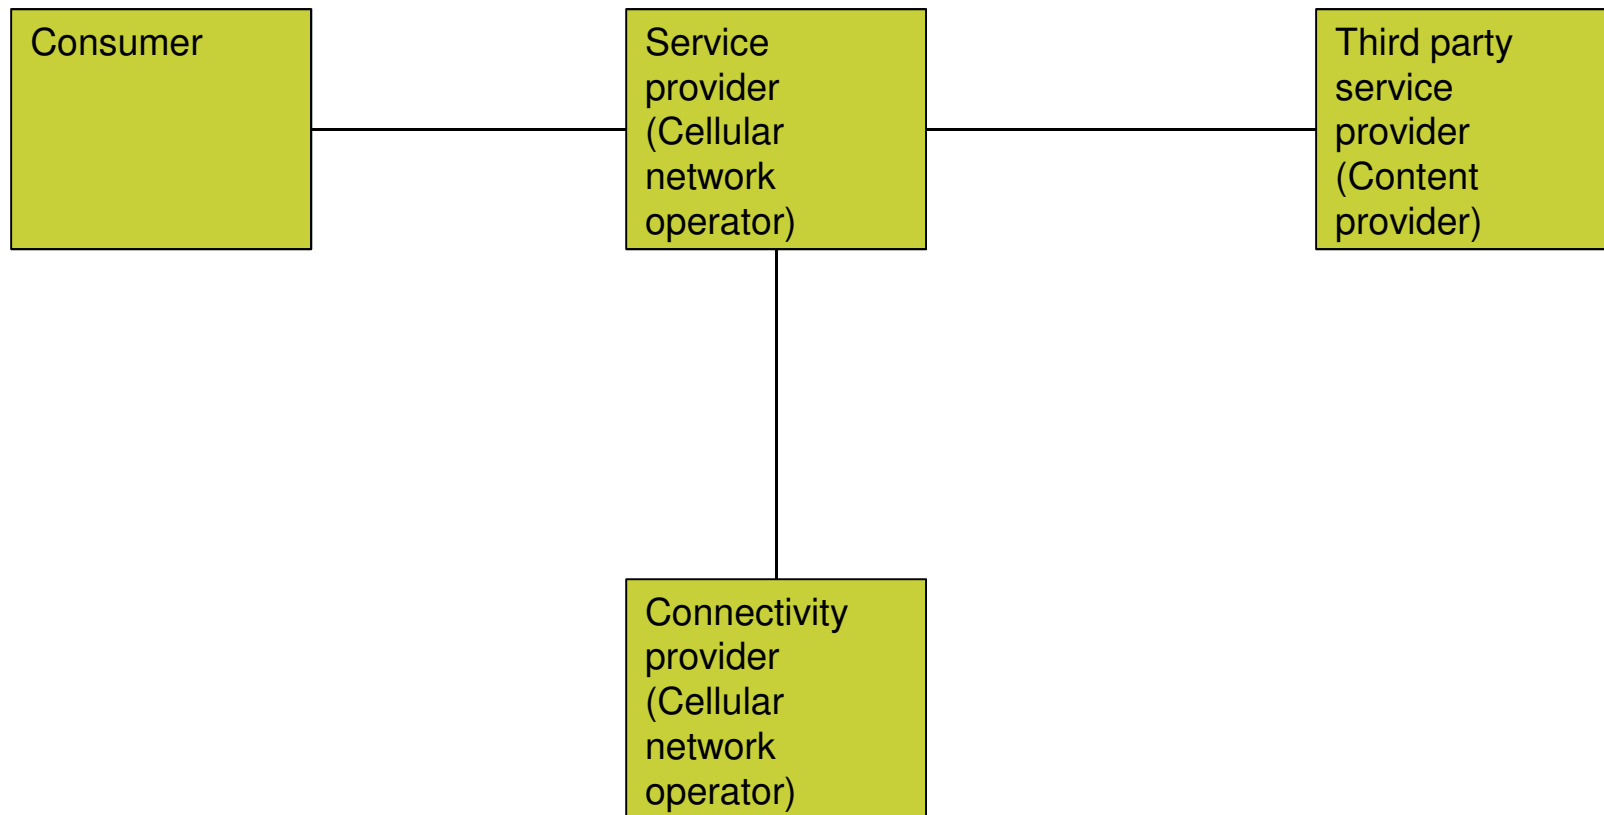 Consumer
Service
provider
(Cellular
network
operator)
Third party
service
provider
(Content
provider)
Connectivity
provider
(Cellular
network
operator)